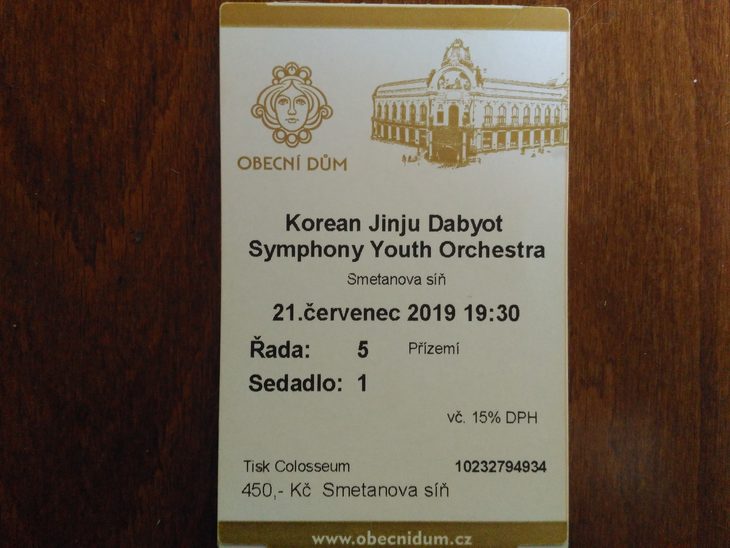 OBECNÍ DŮM
Korean Jinju Dabyot
Symphony Youth Orchestra
Smetanova síň
21.červenec 2019 19:30
Řada: 5 Přízemí
Sedadlo: 1
vč. 15% DPH
Tisk Colosseum 10232794934
450,- Kč Smetanova síň
www.obecnidum.cz